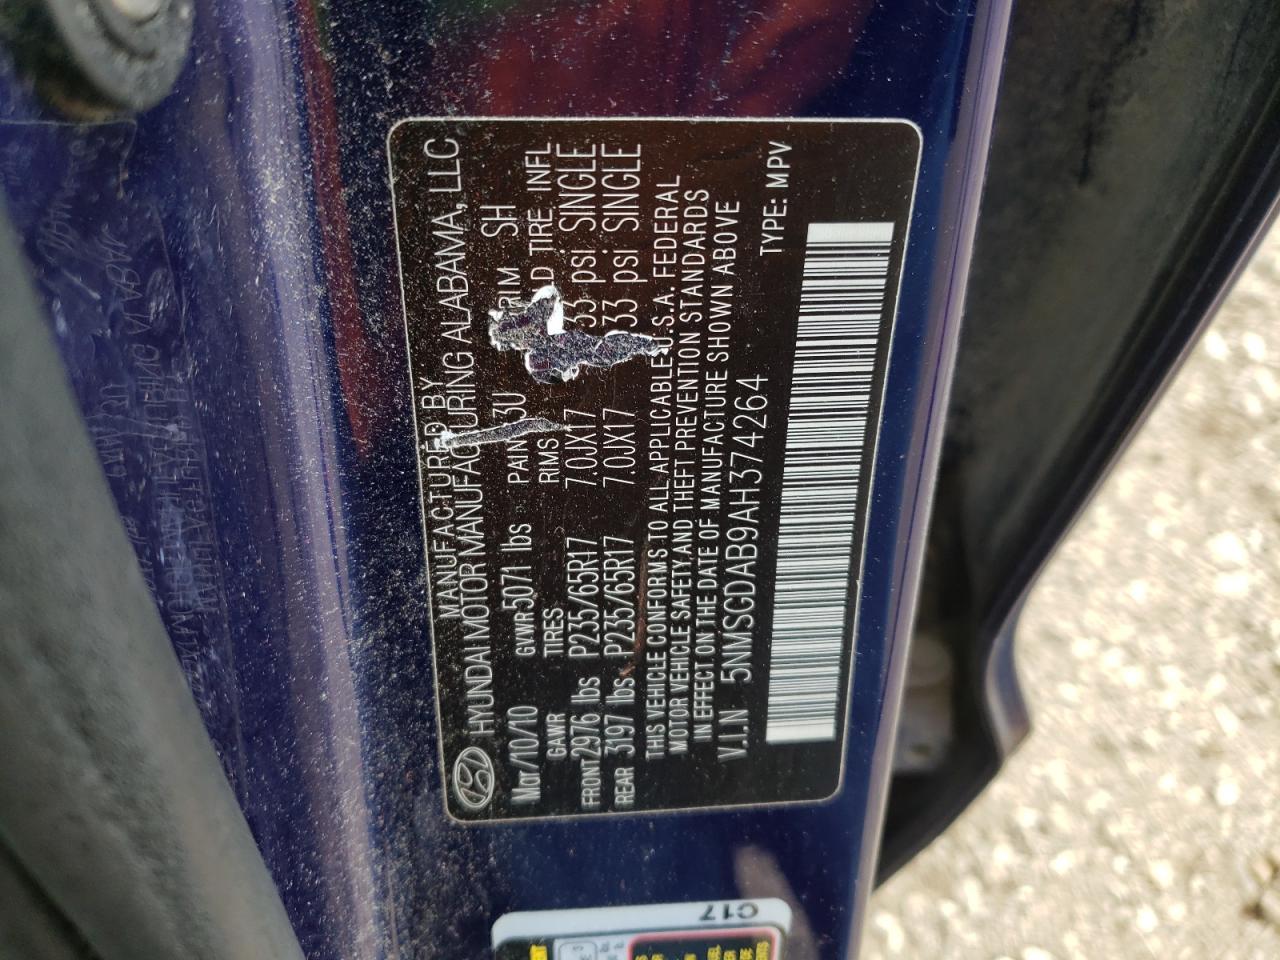 MANUFACTURED BY
HYUNDAI MOTOR MANUFACTURING ALABAMA, LLC
Mar/10/10 GVWR 5071 lbs PAINT 3U TRIM SH
GAWR TIRES RIMS COLD TIRE INFL
FRONT 2976 lbs P235/65R17 7.0JX17 33 psi SINGLE
REAR 3197 lbs P235/65R17 7.0JX17 33 psi SINGLE
THIS VEHICLE CONFORMS TO ALL APPLICABLE U.S.A. FEDERAL
MOTOR VEHICLE SAFETY, AND THEFT PREVENTION STANDARDS
IN EFFECT ON THE DATE OF MANUFACTURE SHOWN ABOVE
V.I.N 5NMSGDAB9AH374264 TYPE: MPV
C17